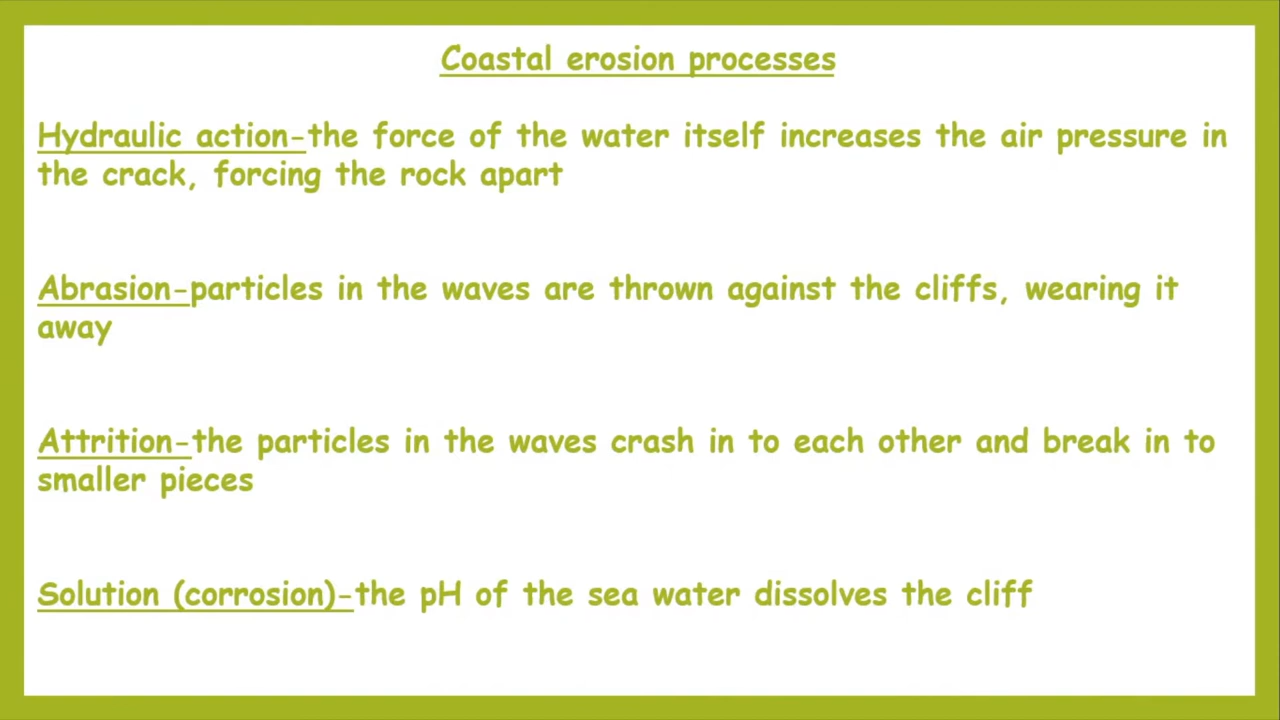 Coastal erosion processes
Hydraulic action-the force of the water itself increases the air pressure in
the crack, forcing the rock apart
Abrasion-particles in the waves are thrown against the cliffs, wearing it
away
Attrition-the particles in the waves crash in to each other and break in to
smaller pieces
Solution (corrosion)-the pH of the sea water dissolves the cliff